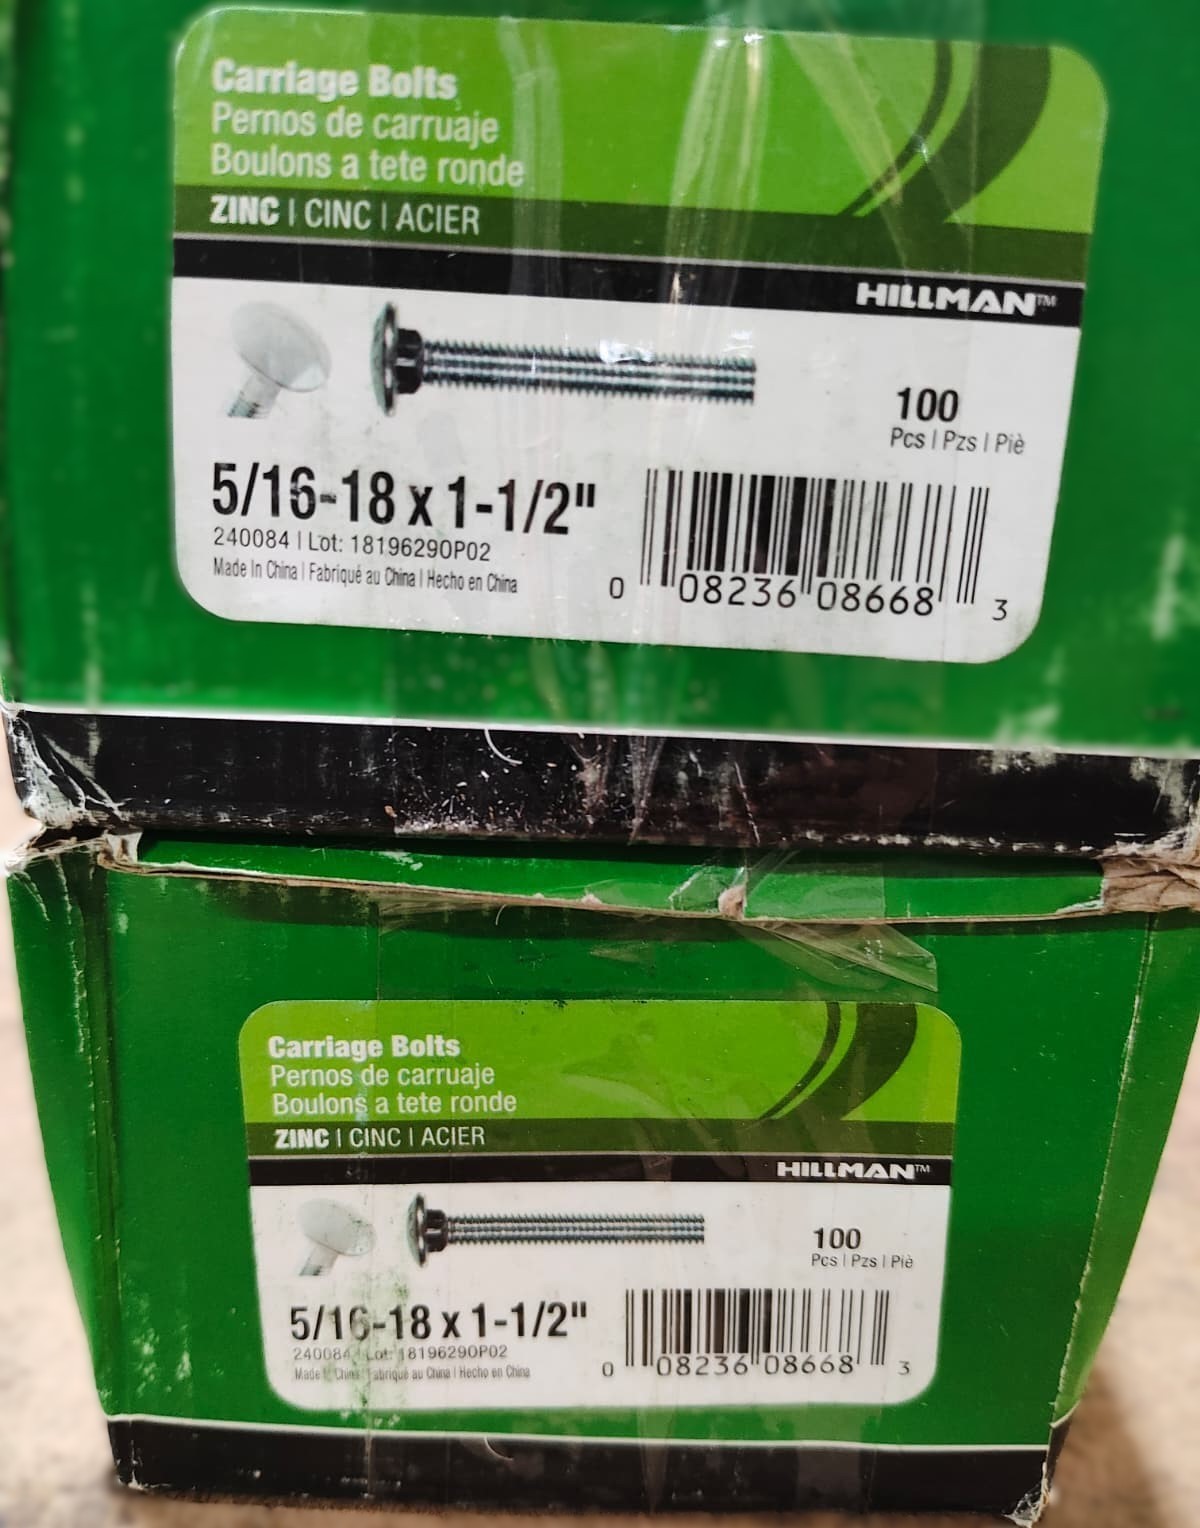 Carriage Bolts
Pernos de carruaje
Boulons a tete ronde
ZINC | CINC | ACIER
HILLMAN™
100
Pcs | Pzs | Piè
5/16-18 x 1-1/2"
240084 | Lot: 18196290P02
Made In China | Fabriqué au China | Hecho en China
0 08236 08668 3
Carriage Bolts
Pernos de carruaje
Boulons a tete ronde
ZINC | CINC | ACIER
HILLMAN™
100
Pcs | Pzs | Piè
5/16-18 x 1-1/2"
240084 | Lot: 18196290P02
Made In China | Fabriqué au China | Hecho en China
0 08236 08668 3